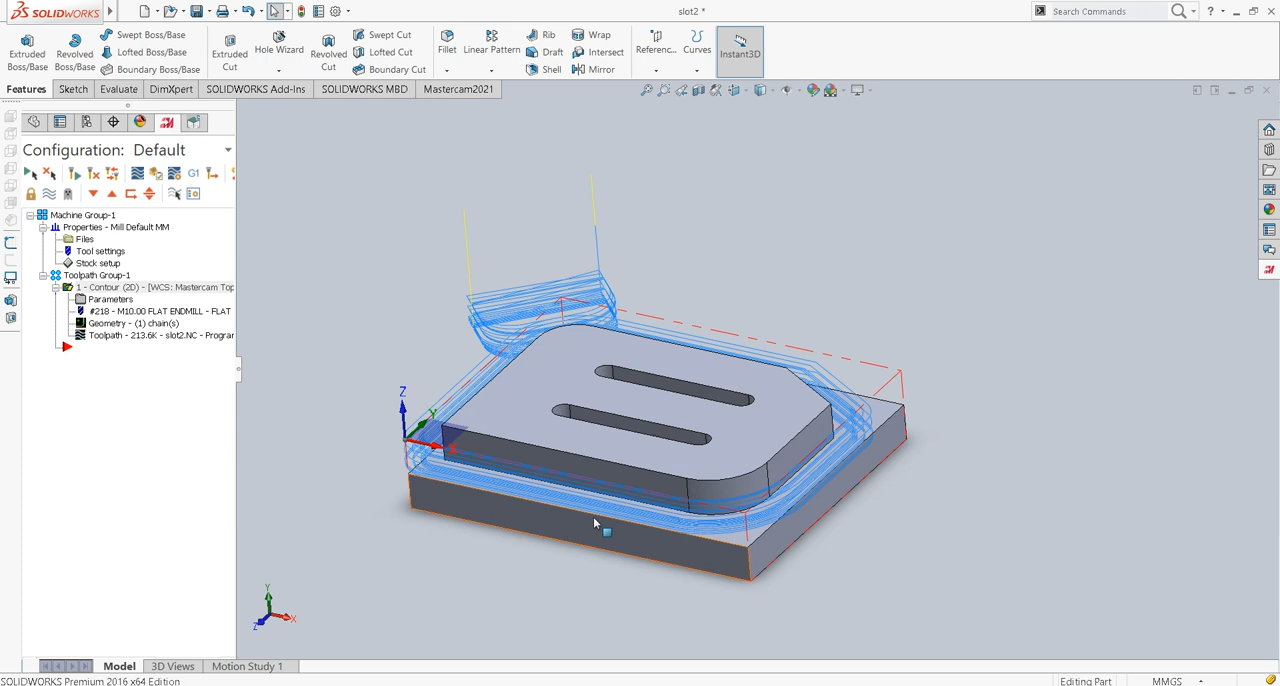 SOLIDWORKS
slot2 *
Search Commands
?
Extruded Boss/Base
Revolved Boss/Base
Swept Boss/Base
Lofted Boss/Base
Boundary Boss/Base
Extruded Cut
Hole Wizard
Revolved Cut
Swept Cut
Lofted Cut
Boundary Cut
Fillet
Linear Pattern
Rib
Draft
Shell
Wrap
Intersect
Mirror
Referenc...
Curves
Instant3D
Features
Sketch
Evaluate
DimXpert
SOLIDWORKS Add-Ins
SOLIDWORKS MBD
Mastercam2021
Configuration: Default
G1
Machine Group-1
Properties - Mill Default MM
Files
Tool settings
Stock setup
Toolpath Group-1
1 - Contour (2D) - [WCS: Mastercam Top
Parameters
#218 - M10.00 FLAT ENDMILL - FLAT
Geometry - (1) chain(s)
Toolpath - 213.6K - slot2.NC - Progra
Z
Y
X
Y
X
Z
Model
3D Views
Motion Study 1
SOLIDWORKS Premium 2016 x64 Edition
Editing Part
MMGS